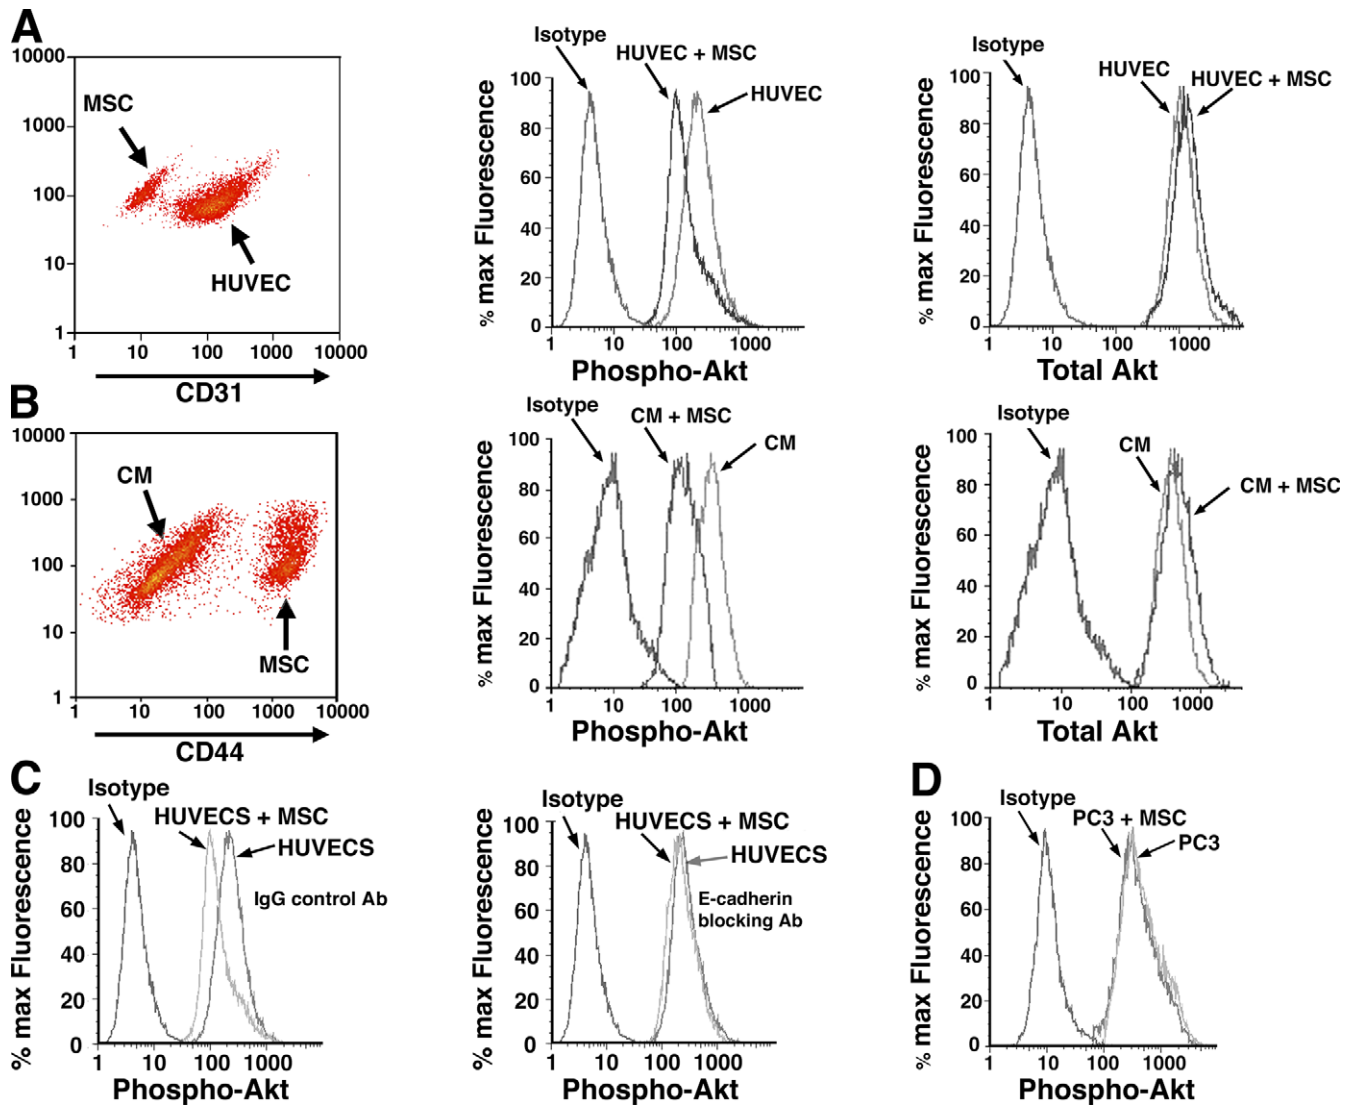 A
10000
1000
100
10
1
MSC
HUVEC
1 10 100 1000 10000
CD31
Isotype
HUVEC + MSC
HUVEC
% max Fluorescence
100
80
60
40
20
0
1 10 100 1000
Phospho-Akt
Isotype
HUVEC
HUVEC + MSC
% max Fluorescence
100
80
60
40
20
0
1 10 100 1000
Total Akt
B
10000
1000
100
10
1
CM
MSC
1 10 100 1000 10000
CD44
Isotype
CM + MSC
CM
% max Fluorescence
100
80
60
40
20
0
1 10 100 1000
Phospho-Akt
Isotype
CM
CM + MSC
% max Fluorescence
100
80
60
40
20
0
1 10 100 1000
Total Akt
C
Isotype
HUVECS + MSC
HUVECS
IgG control Ab
% max Fluorescence
100
80
60
40
20
0
1 10 100 1000
Phospho-Akt
Isotype
HUVECS + MSC
HUVECS
E-cadherin
blocking Ab
% max Fluorescence
100
80
60
40
20
0
1 10 100 1000
Phospho-Akt
D
Isotype
PC3 + MSC
PC3
% max Fluorescence
100
80
60
40
20
0
1 10 100 1000
Phospho-Akt